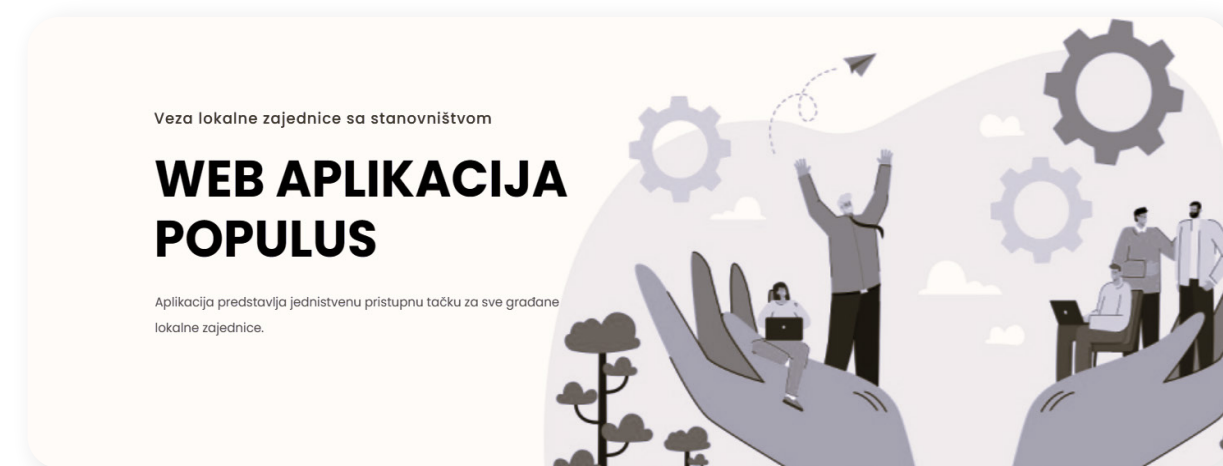 Veza lokalne zajednice sa stanovništvom
WEB APLIKACIJA
POPULUS
Aplikacija predstavlja jednistvenu pristupnu tačku za sve građane
lokalne zajednice.